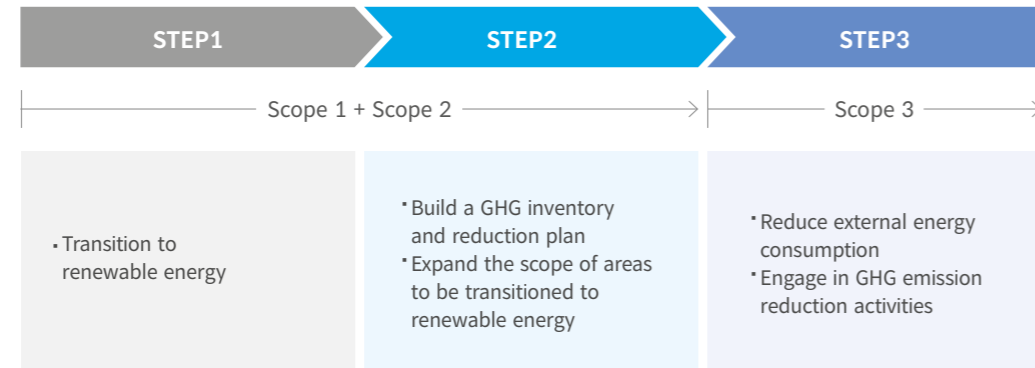 STEP1
STEP2
STEP3
Scope 1 + Scope 2
Scope 3
▪ Transition to
renewable energy
▪ Build a GHG inventory
and reduction plan
▪ Expand the scope of areas
to be transitioned to
renewable energy
▪ Reduce external energy
consumption
▪ Engage in GHG emission
reduction activities